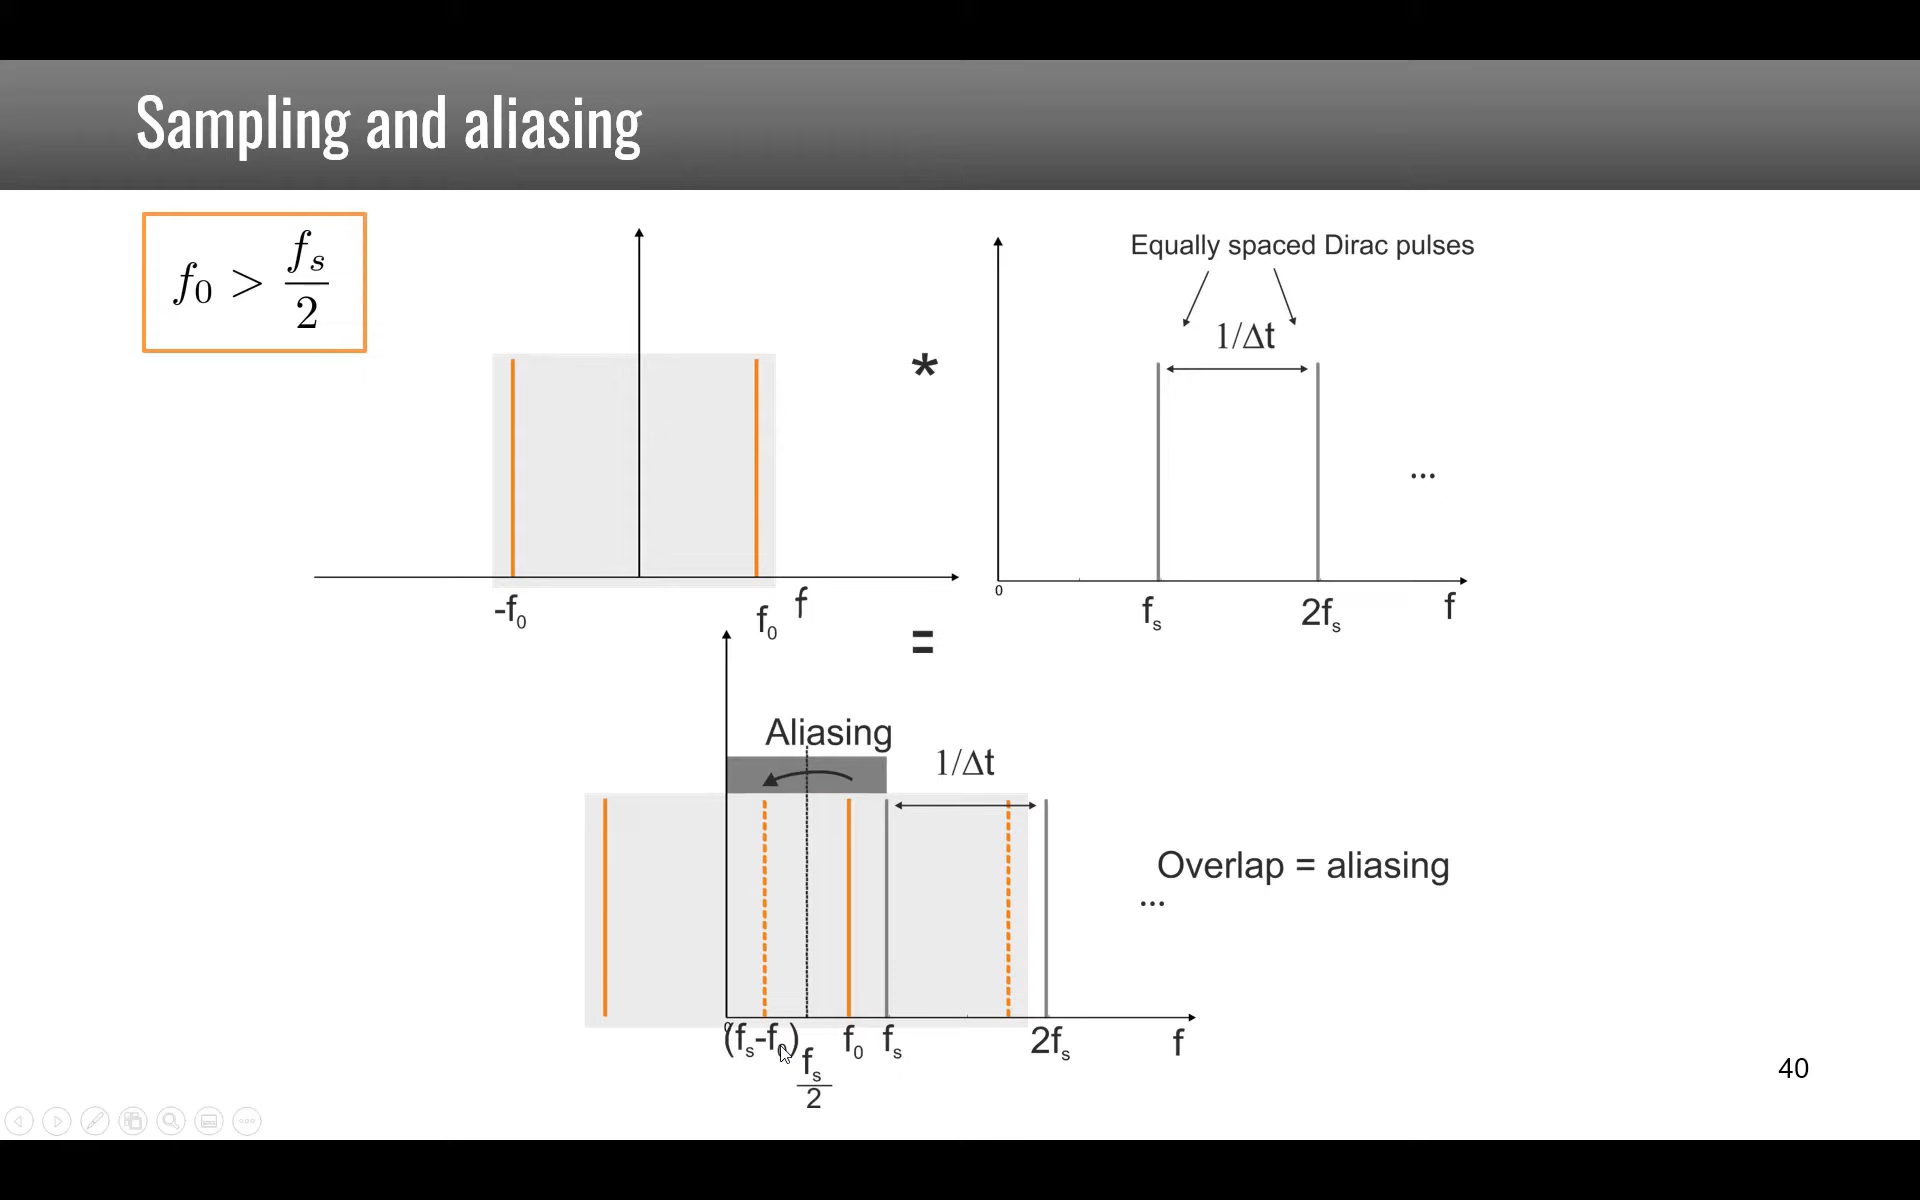 Sampling and aliasing
f₀ > fₛ/2
Equally spaced Dirac pulses
1/Δt
*
...
0
-f₀
f₀
f
fₛ
2fₛ
f
=
Aliasing
1/Δt
Overlap = aliasing
...
0
(fₛ-f₀)
fₛ/2
f₀
fₛ
2fₛ
f
40